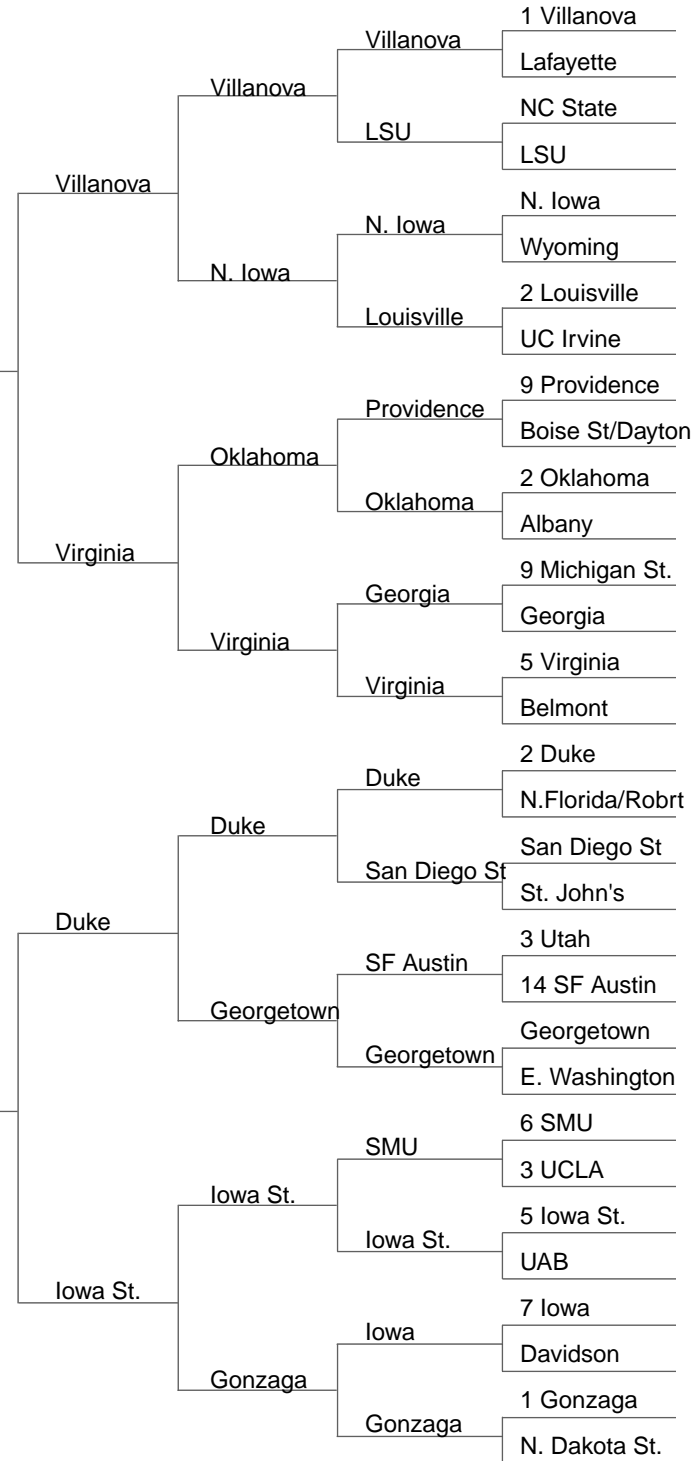 1 Villanova
Villanova
Lafayette
Villanova
NC State
LSU
LSU
Villanova
N. Iowa
N. Iowa
Wyoming
N. Iowa
2 Louisville
Louisville
UC Irvine
9 Providence
Providence
Boise St/Dayton
Oklahoma
2 Oklahoma
Oklahoma
Albany
Virginia
9 Michigan St.
Georgia
Georgia
Virginia
5 Virginia
Virginia
Belmont
2 Duke
Duke
N.Florida/Robrt
Duke
San Diego St
San Diego St
St. John's
Duke
3 Utah
SF Austin
14 SF Austin
Georgetown
Georgetown
Georgetown
E. Washington
6 SMU
SMU
3 UCLA
Iowa St.
5 Iowa St.
Iowa St.
UAB
Iowa St.
7 Iowa
Iowa
Davidson
Gonzaga
1 Gonzaga
Gonzaga
N. Dakota St.